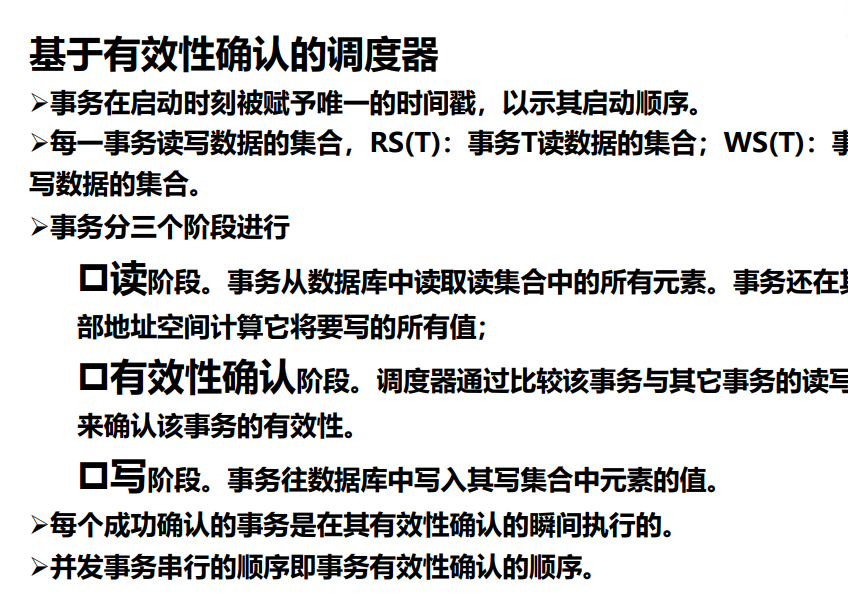 基于有效性确认的调度器
➢事务在启动时刻被赋予唯一的时间戳，以示其启动顺序。
➢每一事务读写数据的集合，RS(T)：事务T读数据的集合；WS(T)：事
写数据的集合。
➢事务分三个阶段进行
读阶段。事务从数据库中读取读集合中的所有元素。事务还在其
部地址空间计算它将要写的所有值；
有效性确认阶段。调度器通过比较该事务与其它事务的读写
来确认该事务的有效性。
写阶段。事务往数据库中写入其写集合中元素的值。
➢每个成功确认的事务是在其有效性确认的瞬间执行的。
➢并发事务串行的顺序即事务有效性确认的顺序。